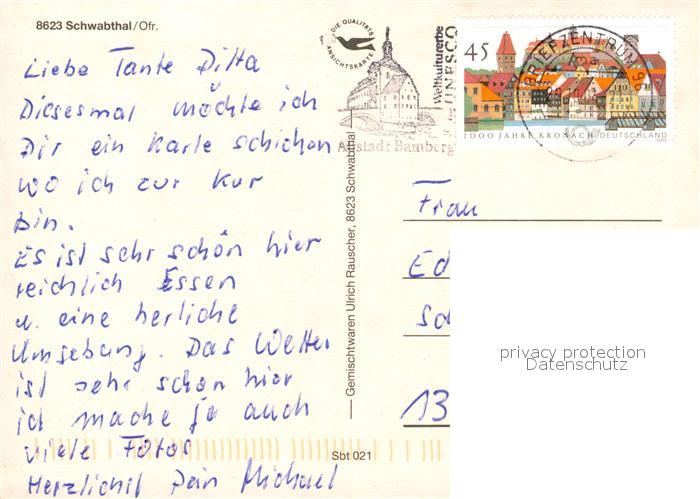 8623 Schwabthal/Ofr.
Liebe Tante Ditta
Diesesmal möchte ich
Dir ein Karte schicken
wo ich zur Kur
bin.
Es ist sehr schön hier
reichlich Essen
u. eine herliche
Umgebung. Das Wetter
ist sehr schön hier
ich mache ja auch
viele Fotos
Herzlichst Dein Michael
DIE QUALITÄTS
ANSICHTSKARTE
Altstadt Bamberg
Weltkulturerbe
UNESCO
45
BRIEFZENTRUM 96
1000 JAHRE KRONACH DEUTSCHLAND
Gemischtwaren Ulrich Rauscher, 8623 Schwabthal
Sbt 021
Frau
Ed
Sc
13
privacy protection
Datenschutz